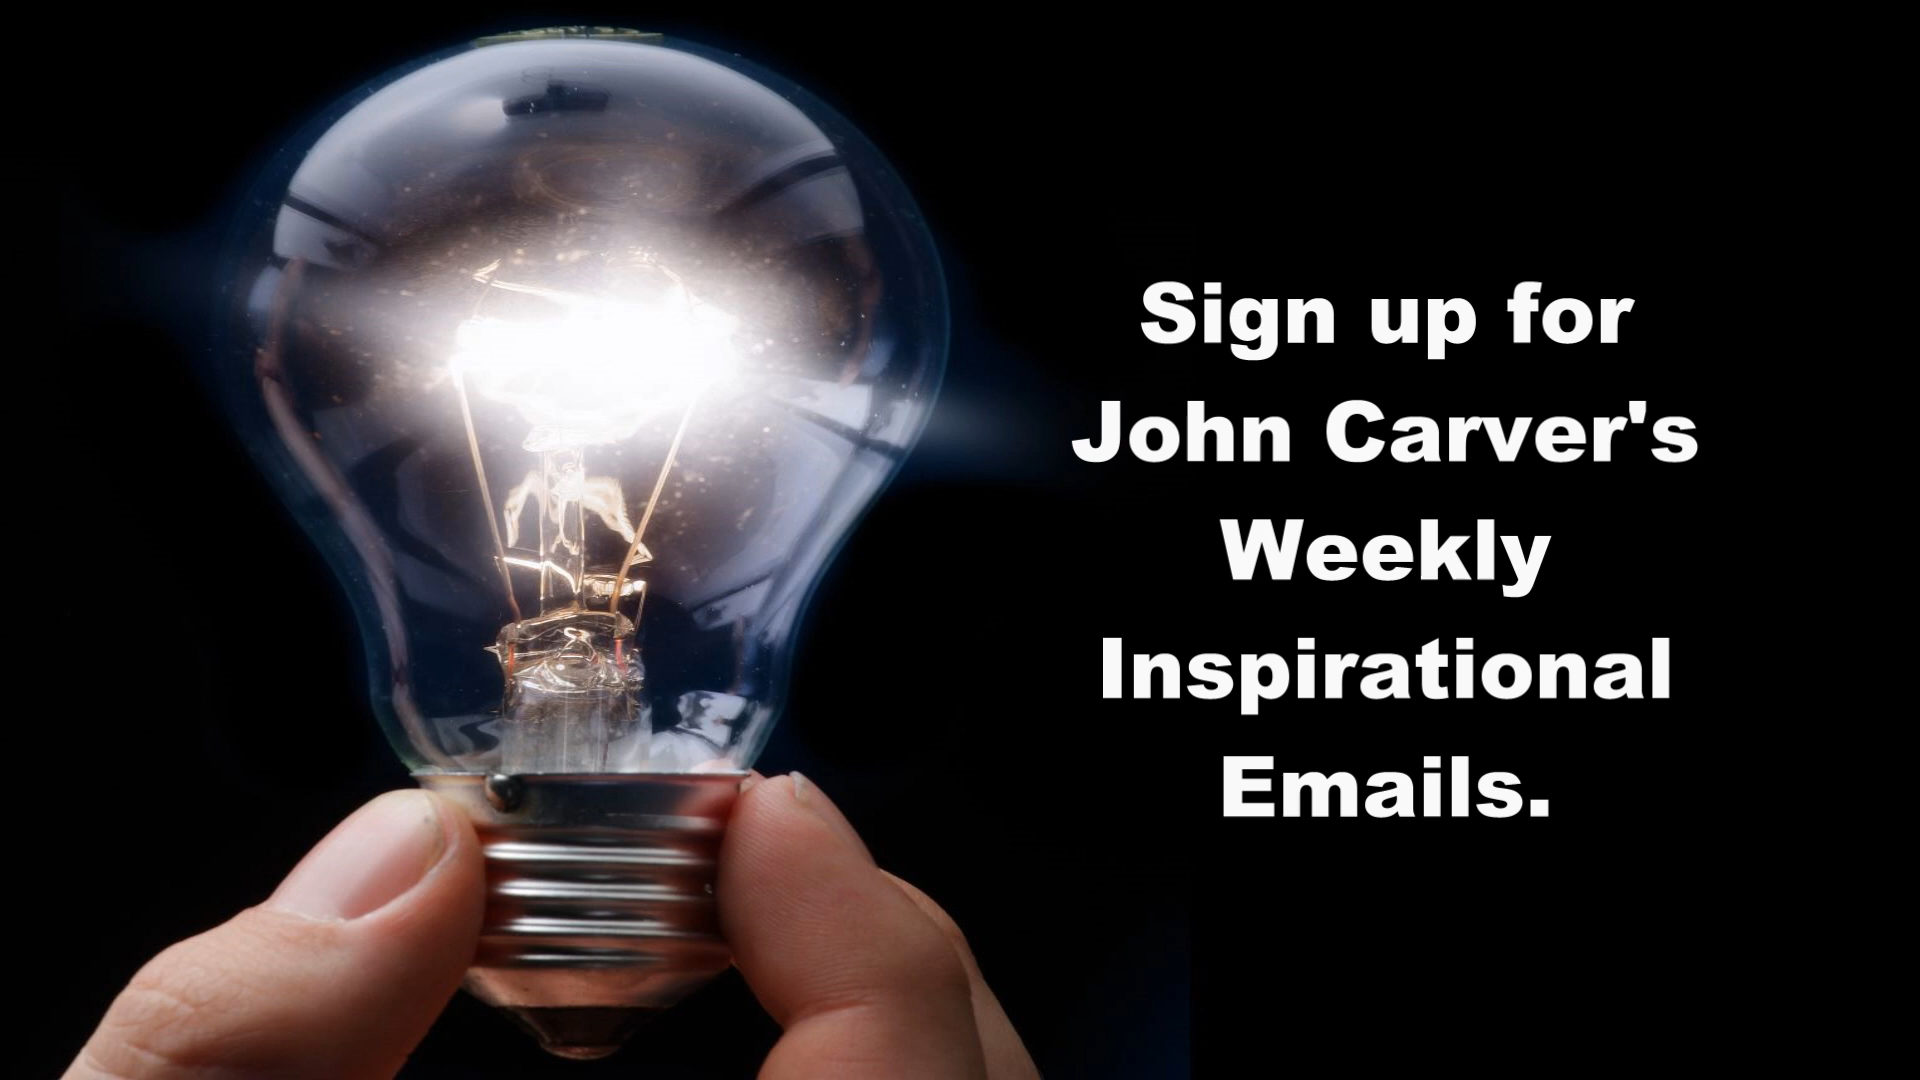 Sign up for
John Carver's
Weekly
Inspirational
Emails.